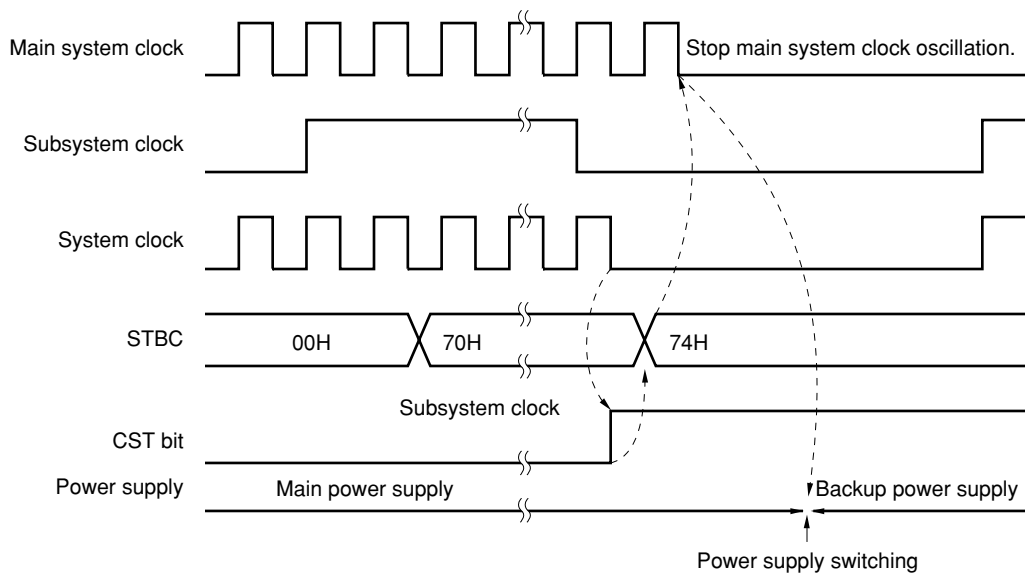 Main system clock
Stop main system clock oscillation.
Subsystem clock
System clock
STBC
00H
70H
74H
Subsystem clock
CST bit
Power supply
Main power supply
Backup power supply
Power supply switching